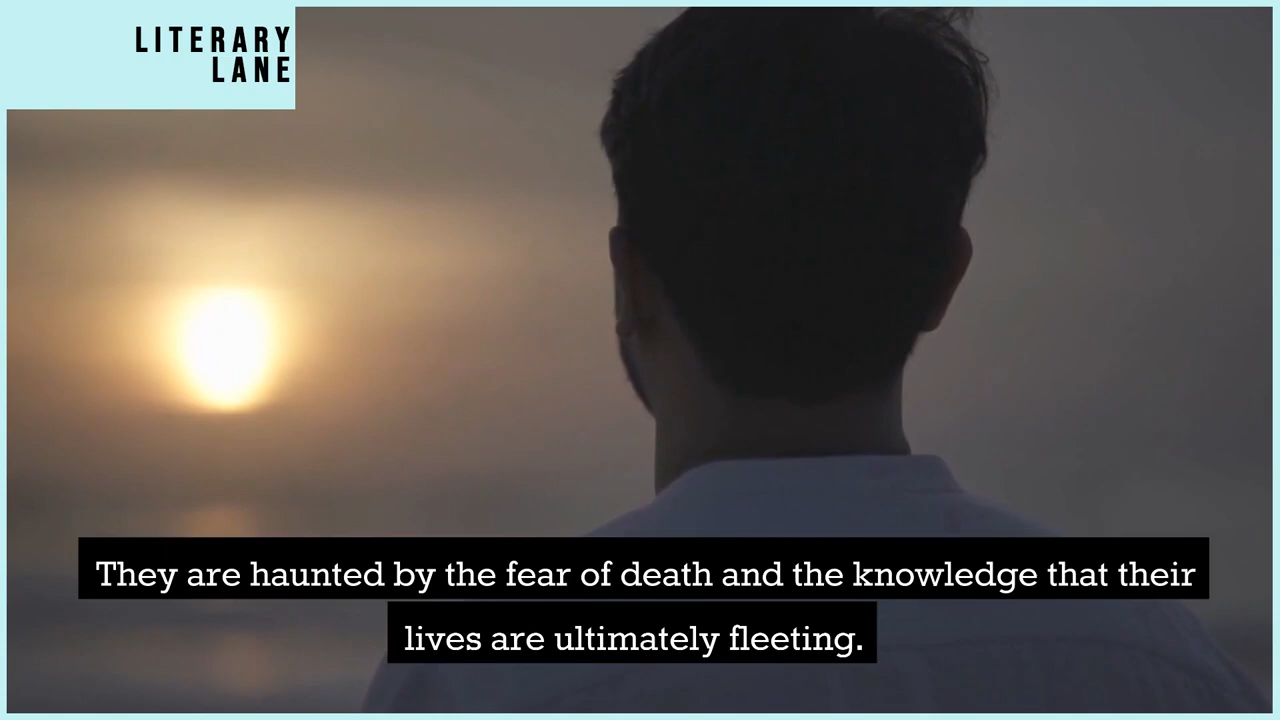 LITERARY
LANE
They are haunted by the fear of death and the knowledge that their
lives are ultimately fleeting.